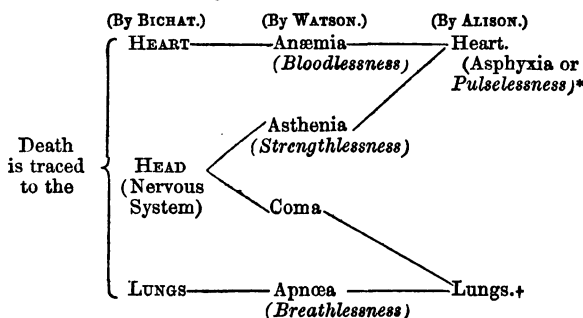 (By BICHAT.) (By WATSON.) (By ALISON.)
HEART Anæmia Heart.
(Bloodlessness) (Asphyxia or
Pulselessness)*
Asthenia
Death (Strengthlessness)
is traced HEAD
to the (Nervous
System) Coma
LUNGS Apnœa Lungs.+
(Breathlessness)